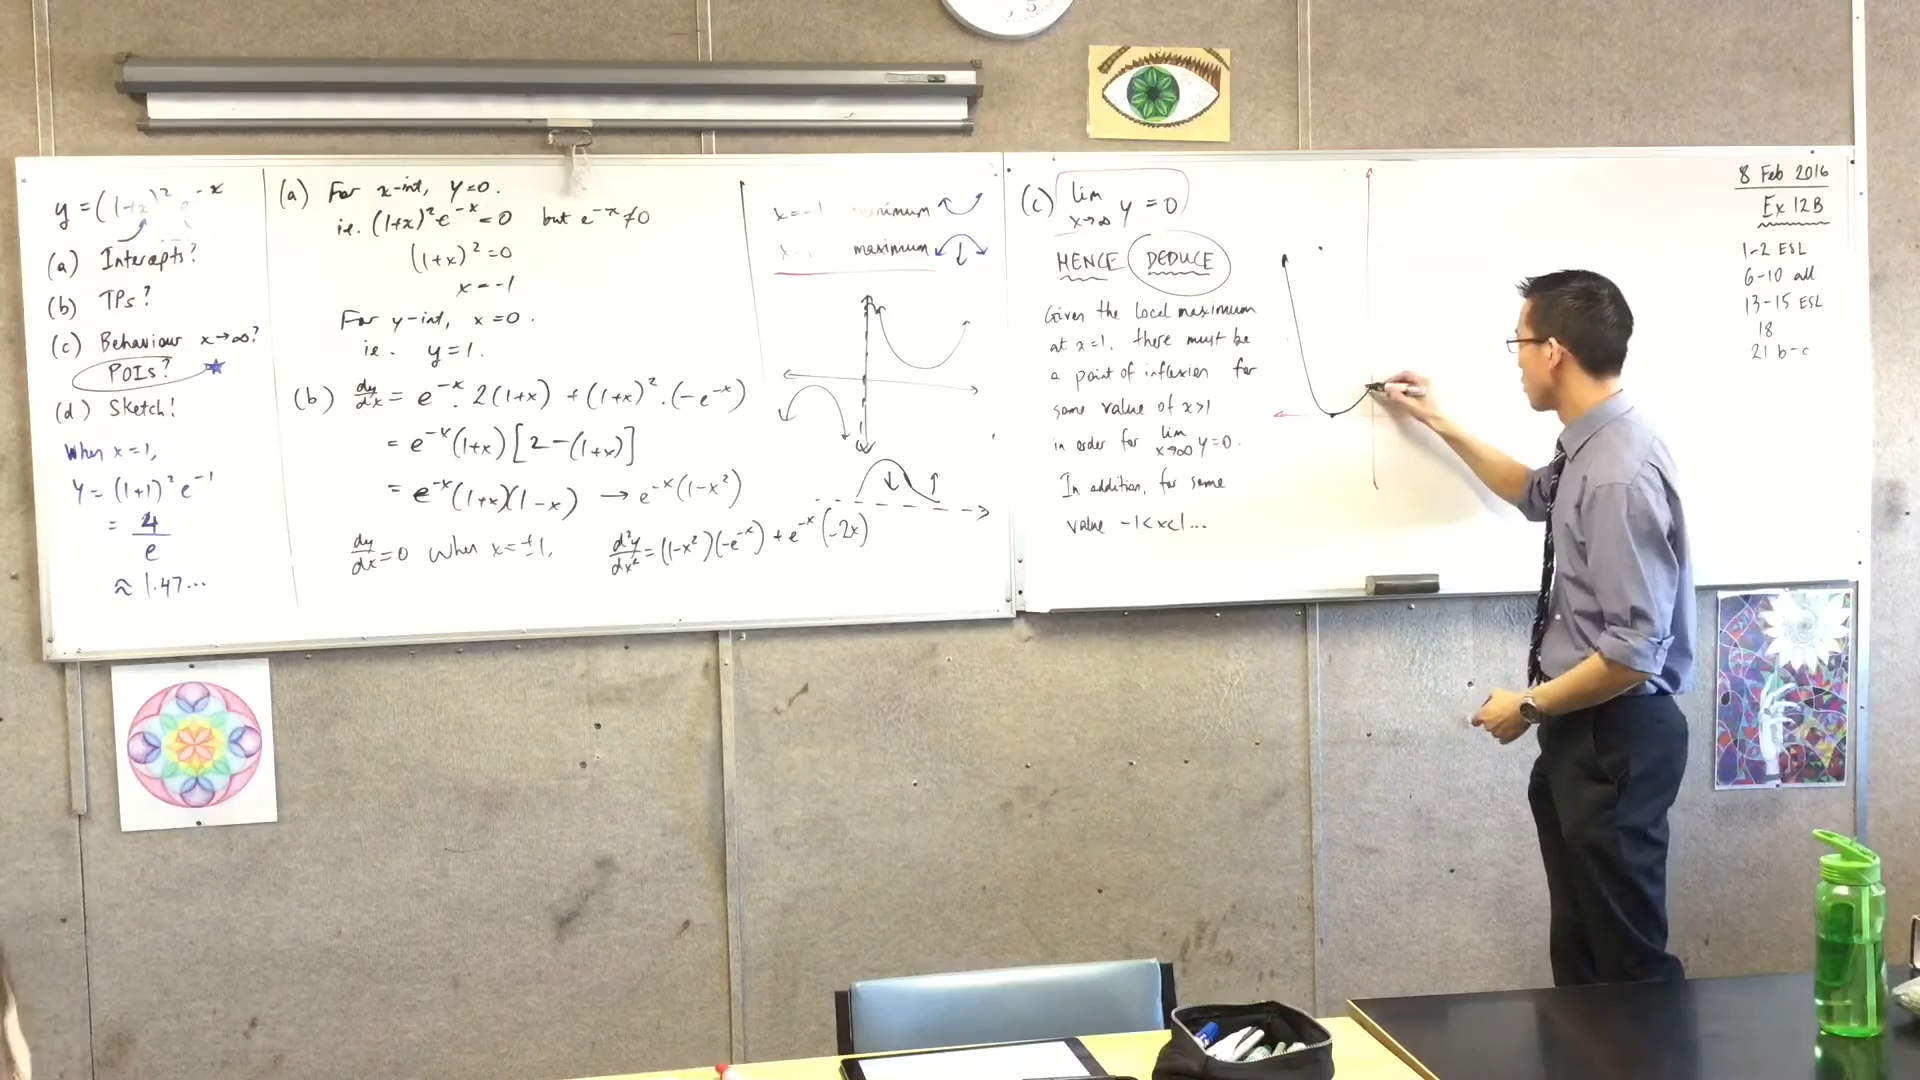 y = (1+x)² e^-x
(a) Intercepts?
(b) TPs?
(c) Behaviour x→∞?
POIs?
(d) Sketch!
When x=1,
y = (1+1)² e^-1
= 4/e
≈ 1.47...
(a) For x-int, y=0.
ie. (1+x)² e^-x = 0 but e^-x ≠ 0
(1+x)² = 0
x = -1
For y-int, x=0.
ie. y=1.
(b) dy/dx = e^-x . 2(1+x) + (1+x)² . (-e^-x)
= e^-x (1+x) [2-(1+x)]
= e^-x (1+x)(1-x) → e^-x (1-x²)
dy/dx = 0 when x = ±1,
d²y/dx² = (1-x²)(-e^-x) + e^-x (-2x)
x = -1 minimum
maximum
(c) lim x→∞ y = 0
HENCE DEDUCE
Given the local maximum
at x=1, there must be
a point of inflexion for
some value of x>1
in order for lim x→∞ y=0.
In addition, for some
value -1<x<1...
8 Feb 2016
Ex 12B
1-2 ESL
6-10 all
13-15 ESL
18
21 b-c
5